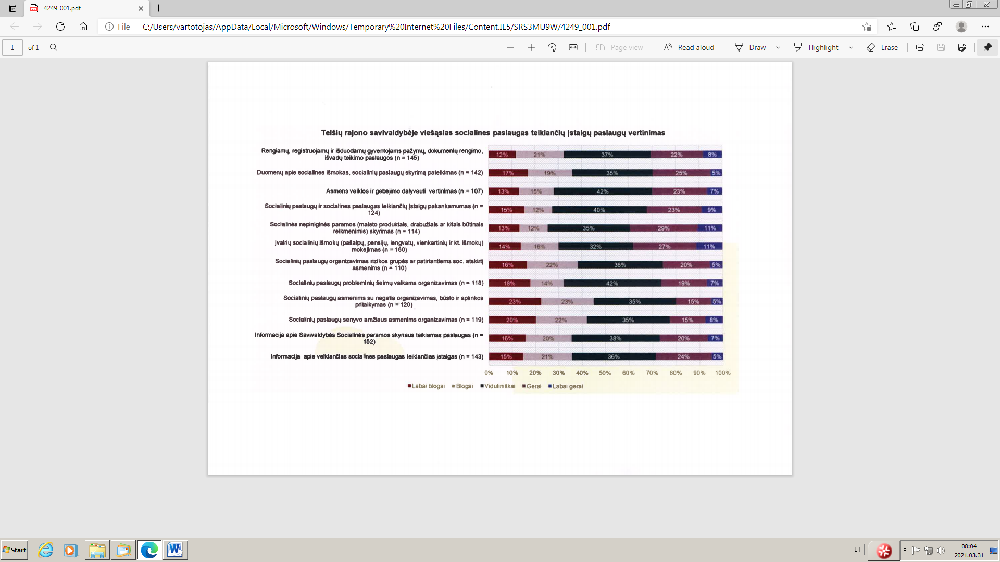 4249_001.pdf
File
C:/Users/vartotojas/AppData/Local/Microsoft/Windows/Temporary%20Internet%20Files/Content.IE5/SRS3MU9W/4249_001.pdf
1 of 1
Page view
Read aloud
Draw
Highlight
Erase
Telšių rajono savivaldybėje viešąsias socialines paslaugas teikiančių įstaigų paslaugų vertinimas
Rengiamų, registruojamų ir išduodamų gyventojams pažymų, dokumentų rengimo,
išvadų teikimo paslaugos (n = 145)
12% 21% 37% 22% 8%
Duomenų apie socialines išmokas, socialinių paslaugų skyrimą pateikimas (n = 142)
17% 19% 35% 25% 5%
Asmens veiklos ir gebėjimo dalyvauti vertinimas (n = 107)
13% 15% 42% 23% 7%
Socialinių paslaugų ir socialines paslaugas teikiančių įstaigų pakankamumas (n =
124)
15% 12% 40% 23% 9%
Socialinės nepiniginės paramos (maisto produktais, drabužiais ar kitais būtinais
reikmenimis) skyrimas (n = 114)
13% 12% 35% 29% 11%
Įvairių socialinių išmokų (pašalpų, pensijų, lengvatų, vienkartinių ir kt. išmokų)
mokėjimas (n = 160)
14% 16% 32% 27% 11%
Socialinių paslaugų organizavimas rizikos grupės ar patiriantiems soc. atskirtį
asmenims (n = 110)
16% 22% 36% 20% 5%
Socialinių paslaugų probleminių šeimų vaikams organizavimas (n = 118)
18% 14% 42% 19% 7%
Socialinių paslaugų asmenims su negalia organizavimas, būsto ir aplinkos
pritaikymas (n = 120)
23% 23% 35% 15% 5%
Socialinių paslaugų senyvo amžiaus asmenims organizavimas (n = 119)
20% 22% 35% 15% 8%
Informacija apie Savivaldybės Socialinės paramos skyriaus teikiamas paslaugas (n =
152)
16% 20% 38% 20% 7%
Informacija apie veikiančias socialines paslaugas teikiančias įstaigas (n = 143)
15% 21% 36% 24% 5%
0% 10% 20% 30% 40% 50% 60% 70% 80% 90% 100%
Labai blogai Blogai Vidutiniškai Gerai Labai gerai
Start
LT
08:04
2021.03.31